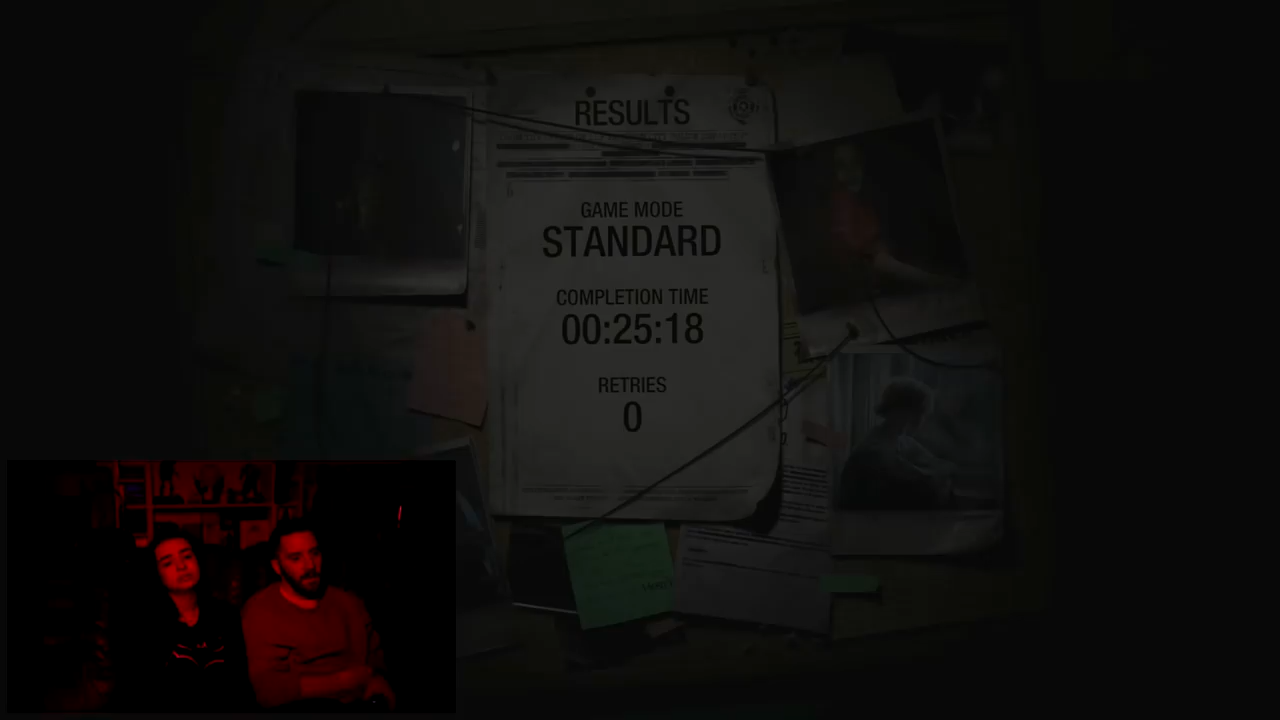 RESULTS
GAME MODE
STANDARD
COMPLETION TIME
00:25:18
RETRIES
0